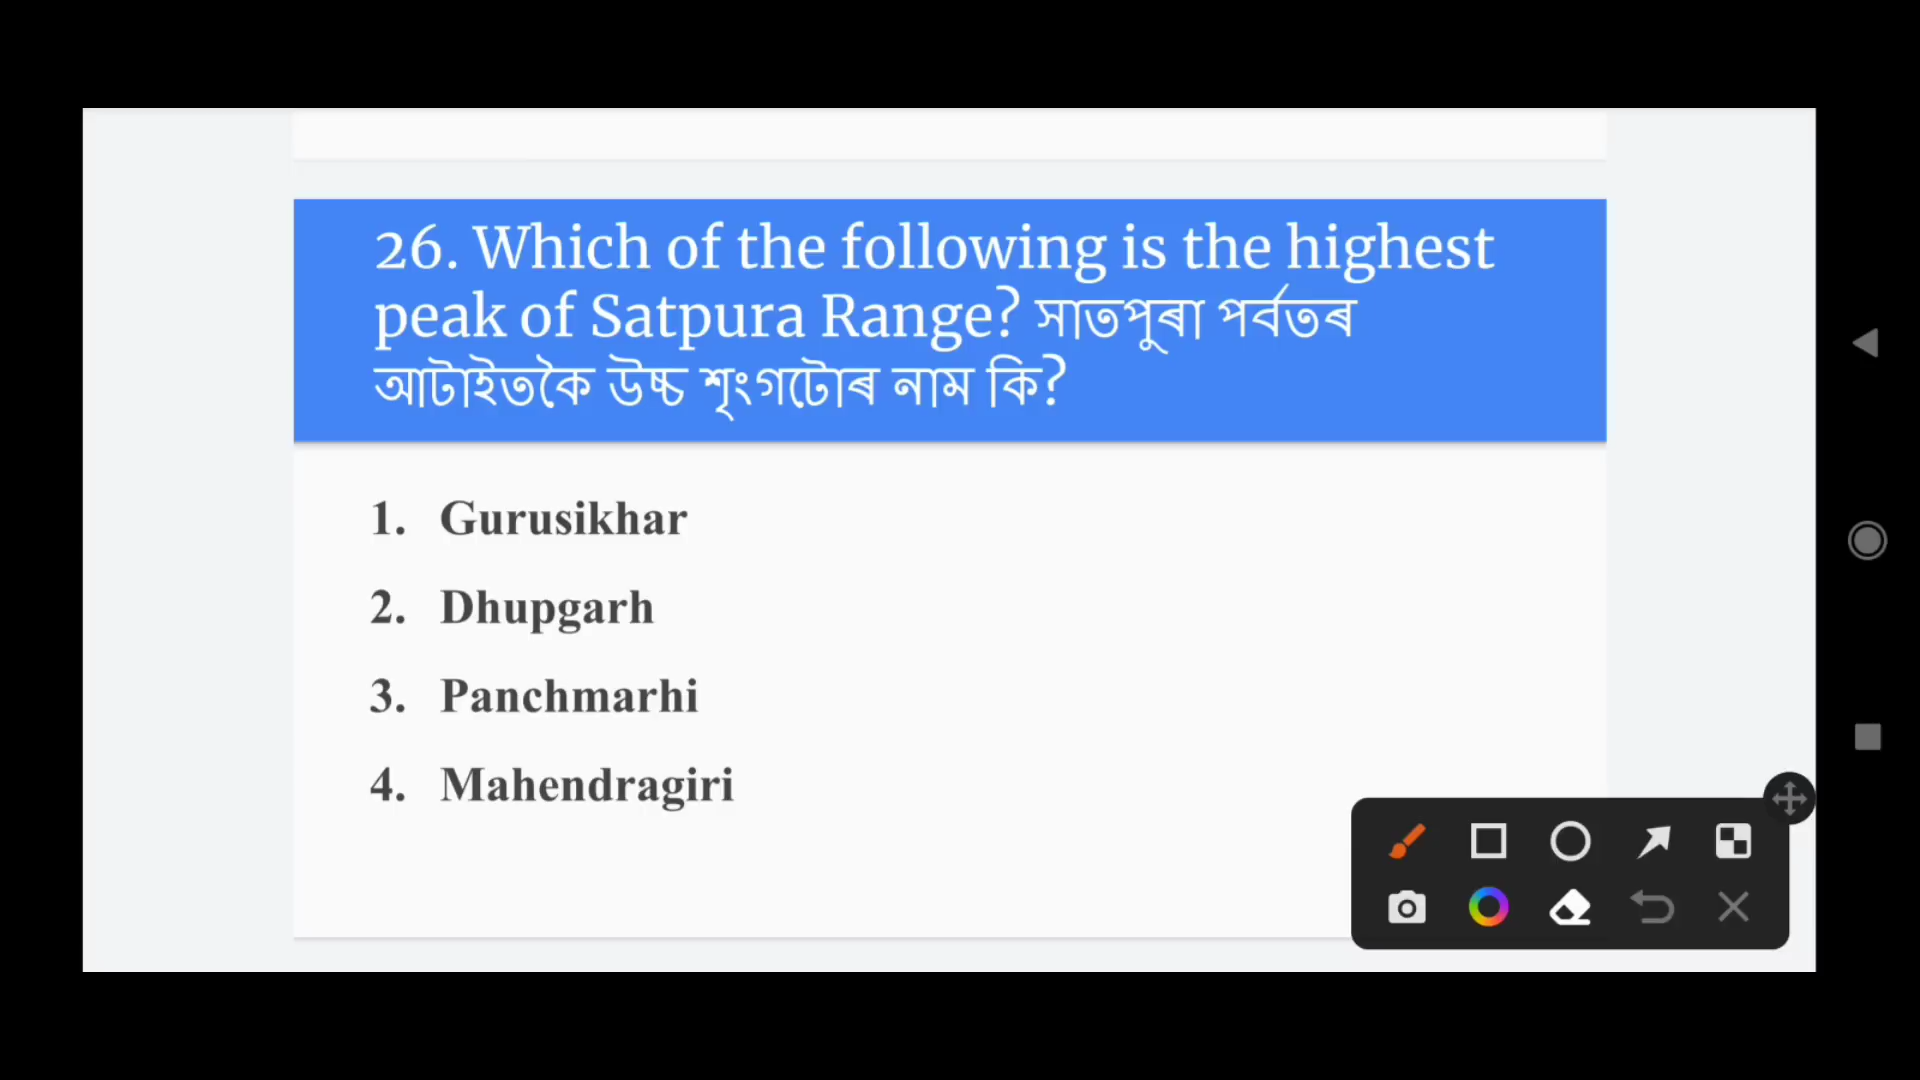 26. Which of the following is the highest
peak of Satpura Range? সাতপুৰা পৰ্বতৰ
আটাইতকৈ উচ্চ শৃংগটোৰ নাম কি?
1. Gurusikhar
2. Dhupgarh
3. Panchmarhi
4. Mahendragiri